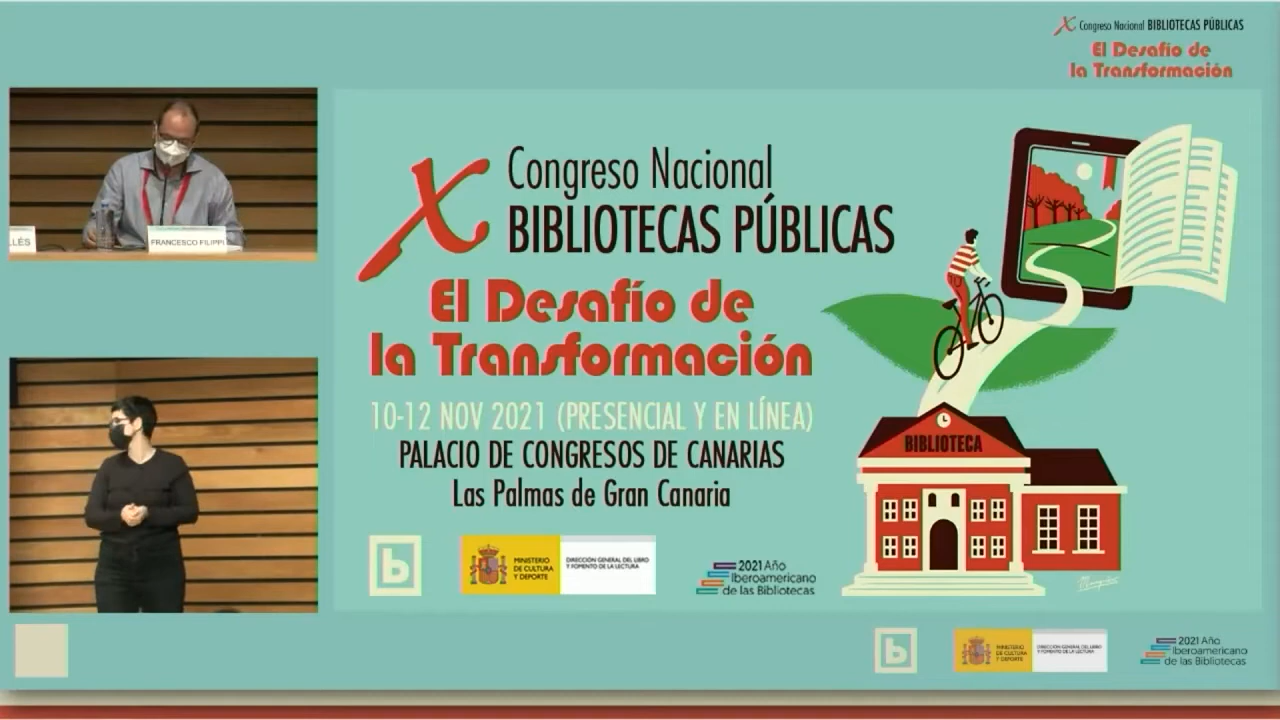 X Congreso Nacional BIBLIOTECAS PÚBLICAS
El Desafío de
la Transformación
LLÉS
FRANCESCO FILIPPI
X Congreso Nacional
BIBLIOTECAS PÚBLICAS
El Desafío de
la Transformación
10-12 NOV 2021 (PRESENCIAL Y EN LÍNEA)
PALACIO DE CONGRESOS DE CANARIAS
Las Palmas de Gran Canaria
BIBLIOTECA
b
MINISTERIO
DE CULTURA
Y DEPORTE
DIRECCIÓN GENERAL DEL LIBRO
Y FOMENTO DE LA LECTURA
2021 Año
Iberoamericano
de las Bibliotecas
b
MINISTERIO
DE CULTURA
Y DEPORTE
DIRECCIÓN GENERAL DEL LIBRO
Y FOMENTO DE LA LECTURA
2021 Año
Iberoamericano
de las Bibliotecas